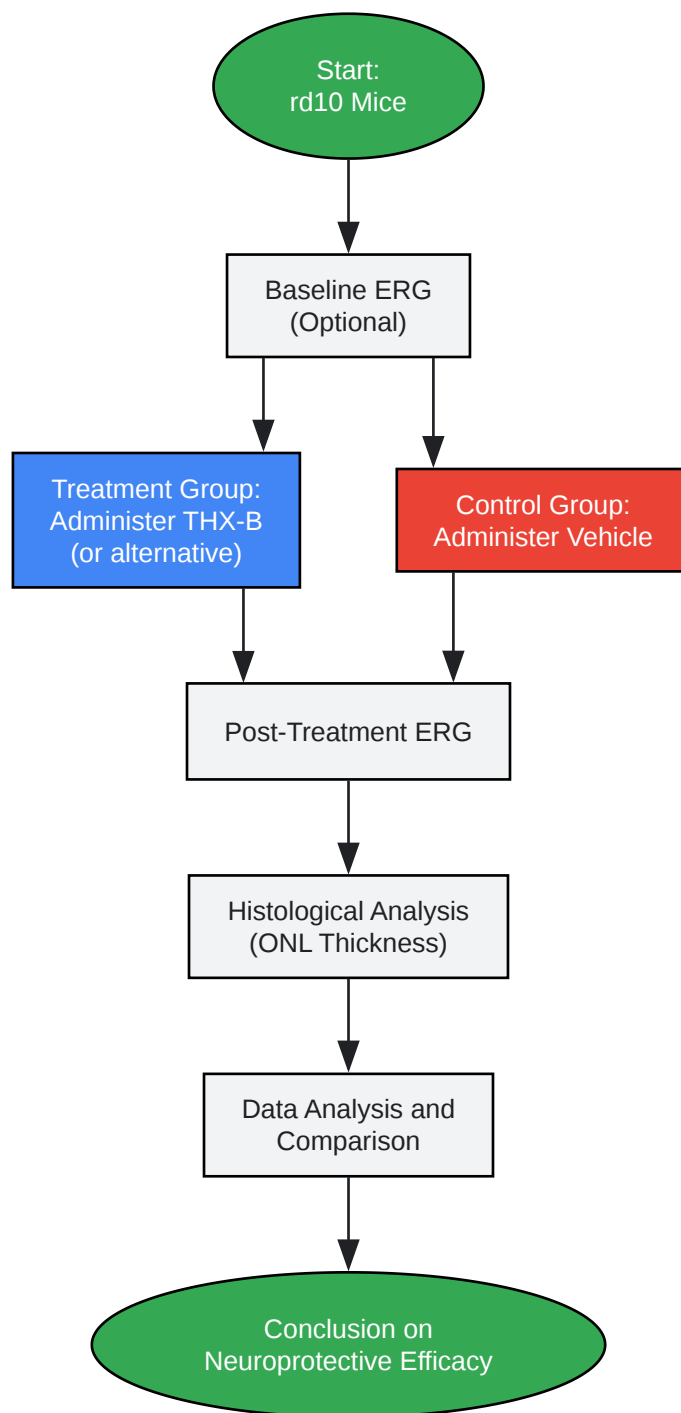 Start:
rd10 Mice
Baseline ERG
(Optional)
Treatment Group:
Administer THX-B
(or alternative)
Control Group:
Administer Vehicle
Post-Treatment ERG
Histological Analysis
(ONL Thickness)
Data Analysis and
Comparison
Conclusion on
Neuroprotective Efficacy